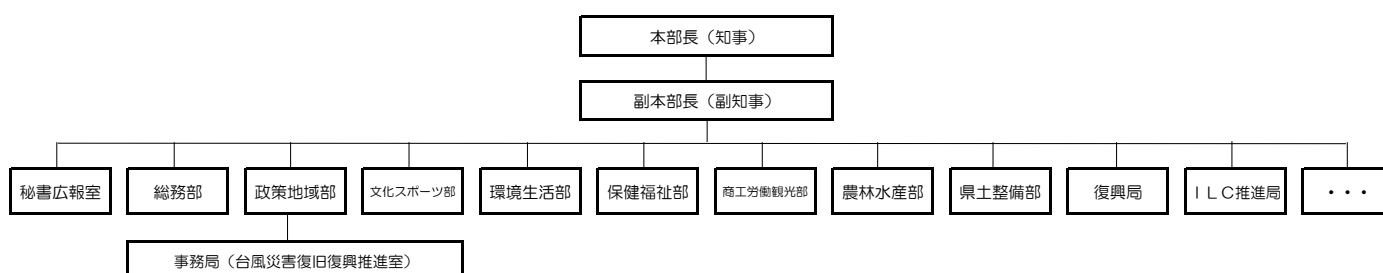 本部長（知事）
副本部長（副知事）
秘書広報室
総務部
政策地域部
文化スポーツ部
環境生活部
保健福祉部
商工労働観光部
農林水産部
県土整備部
復興局
ＩＬＣ推進局
・・・
事務局（台風災害復旧復興推進室）